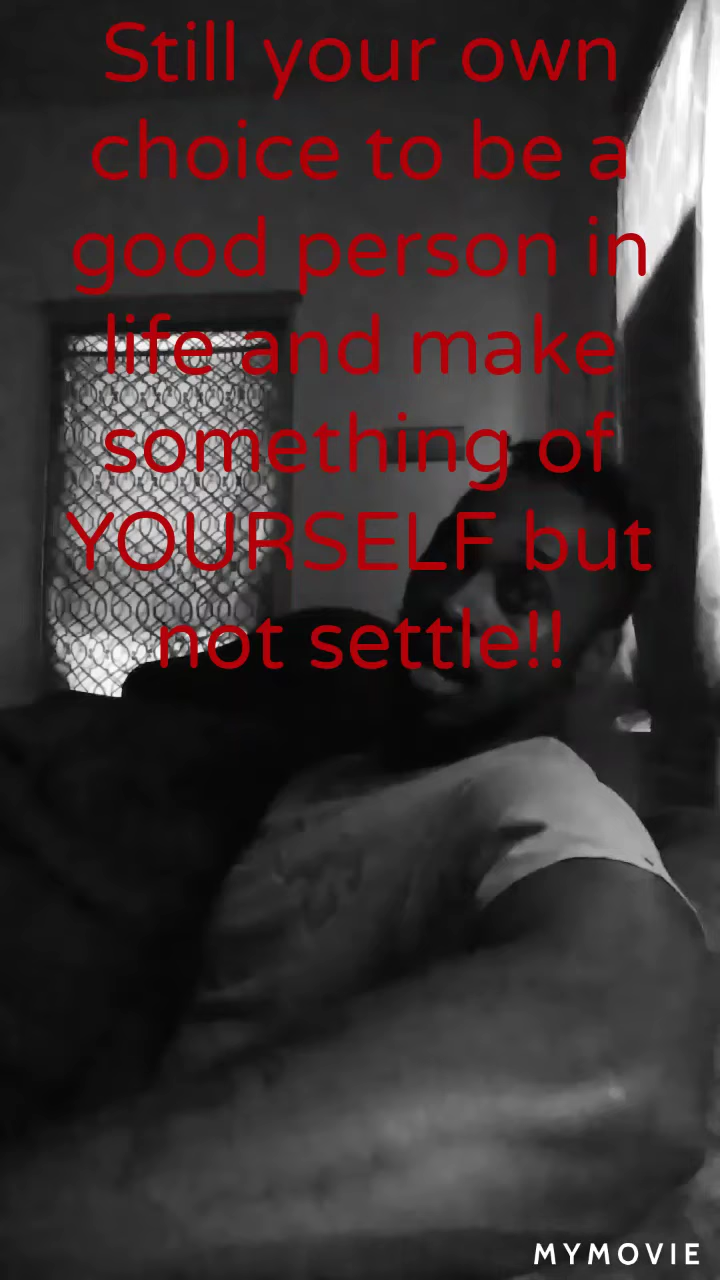 Still your own
choice to be a
good person in
life and make
something of
YOURSELF but
not settle!!
MYMOVIE